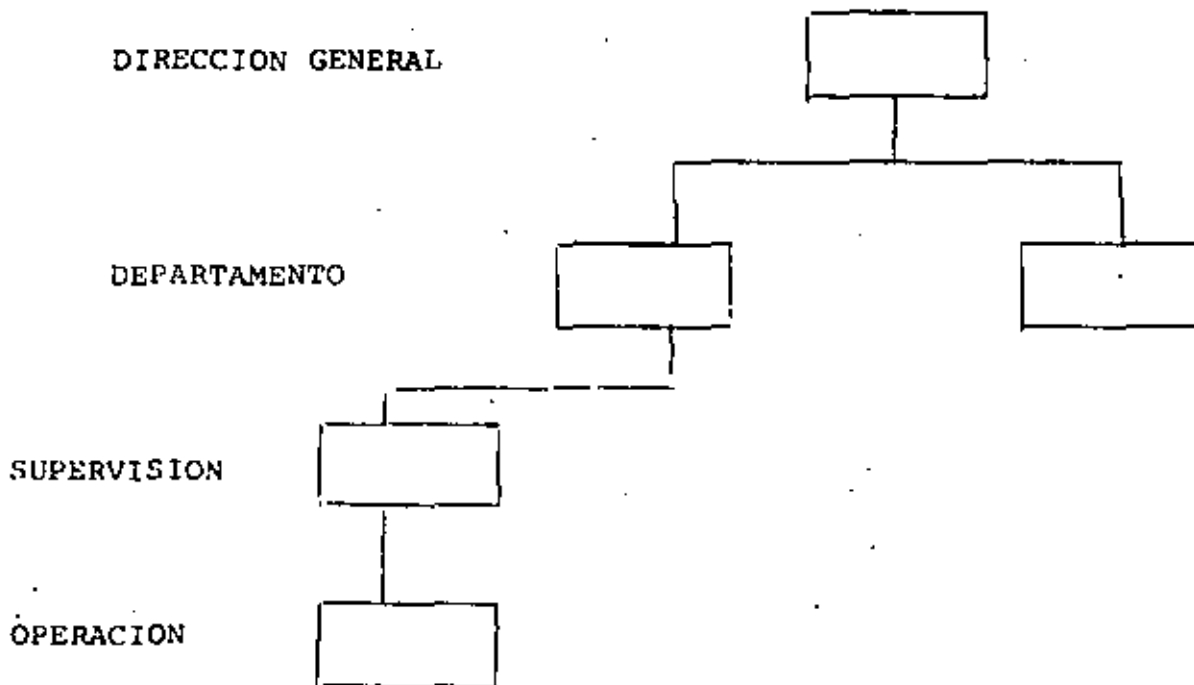 DIRECCION GENERAL
DEPARTAMENTO
SUPERVISION
OPERACION